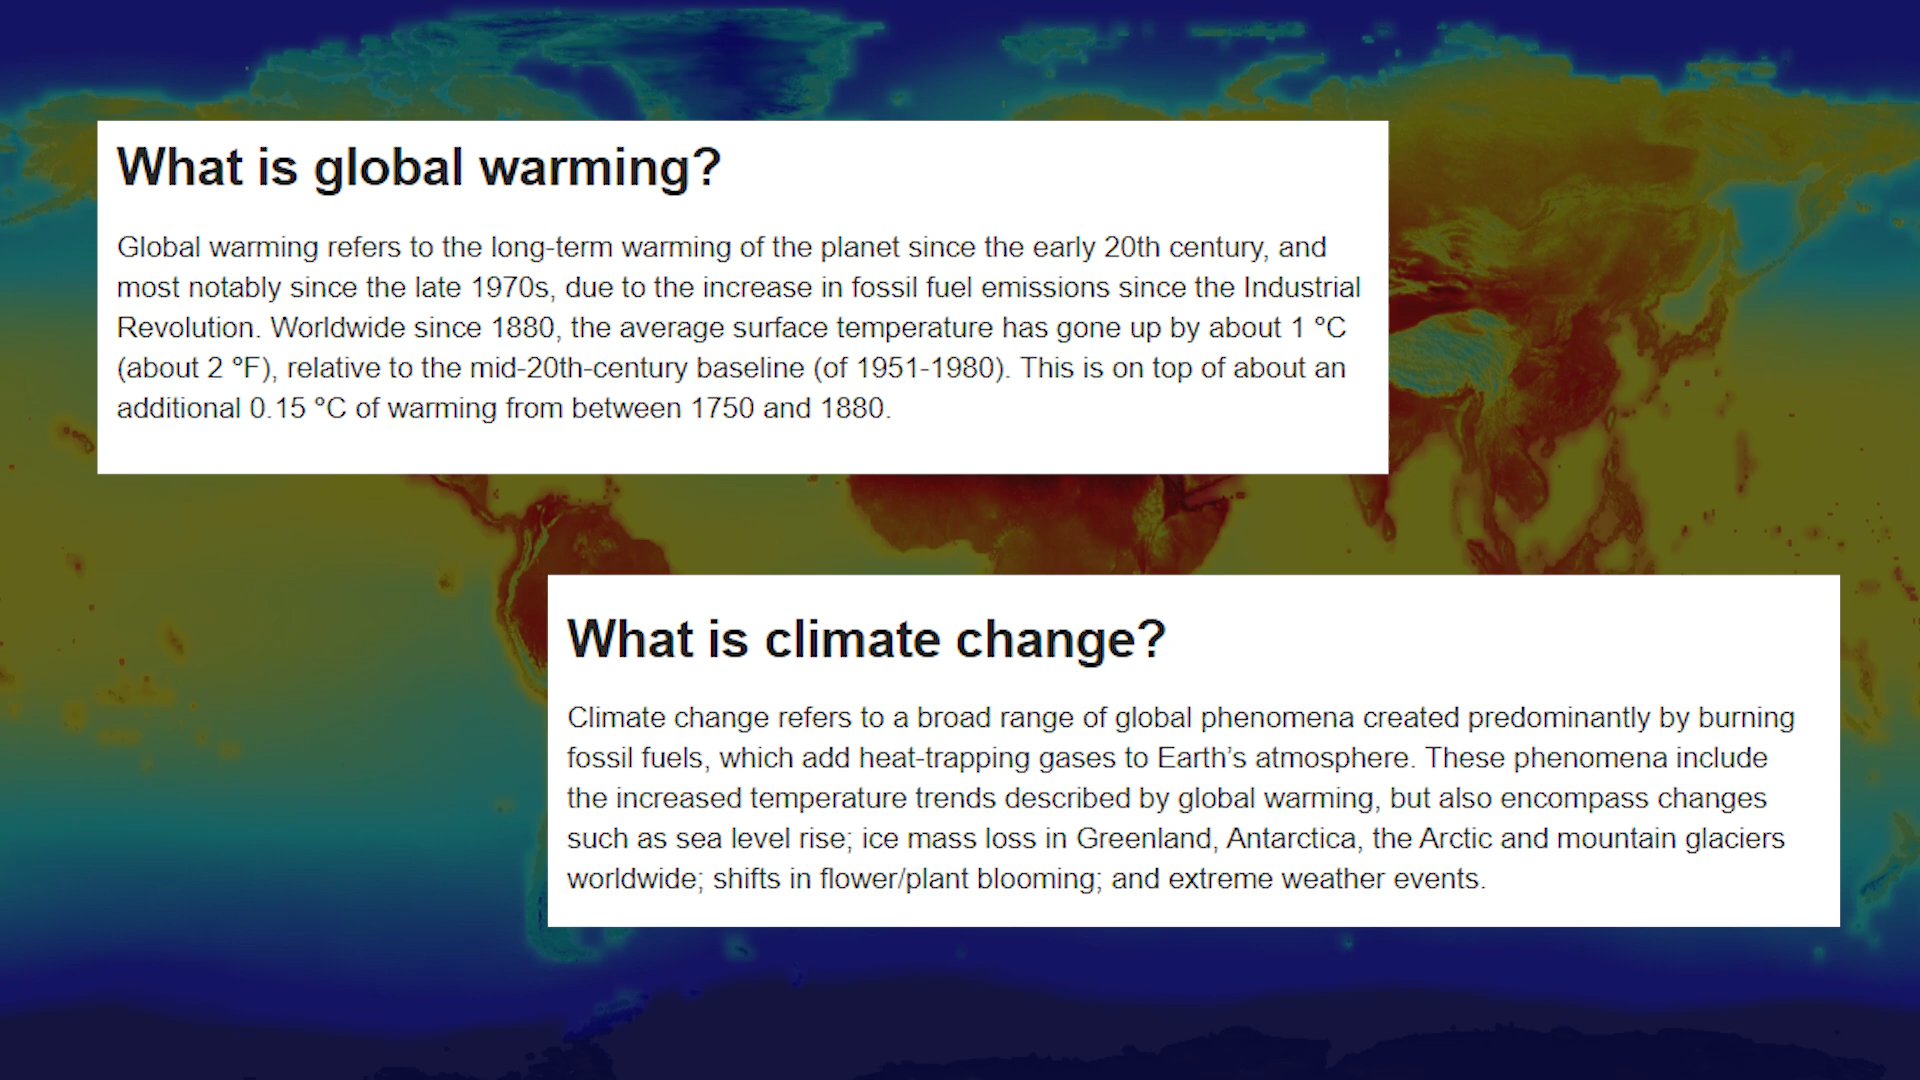 What is global warming?
Global warming refers to the long-term warming of the planet since the early 20th century, and
most notably since the late 1970s, due to the increase in fossil fuel emissions since the Industrial
Revolution. Worldwide since 1880, the average surface temperature has gone up by about 1 °C
(about 2 °F), relative to the mid-20th-century baseline (of 1951-1980). This is on top of about an
additional 0.15 °C of warming from between 1750 and 1880.
What is climate change?
Climate change refers to a broad range of global phenomena created predominantly by burning
fossil fuels, which add heat-trapping gases to Earth’s atmosphere. These phenomena include
the increased temperature trends described by global warming, but also encompass changes
such as sea level rise; ice mass loss in Greenland, Antarctica, the Arctic and mountain glaciers
worldwide; shifts in flower/plant blooming; and extreme weather events.